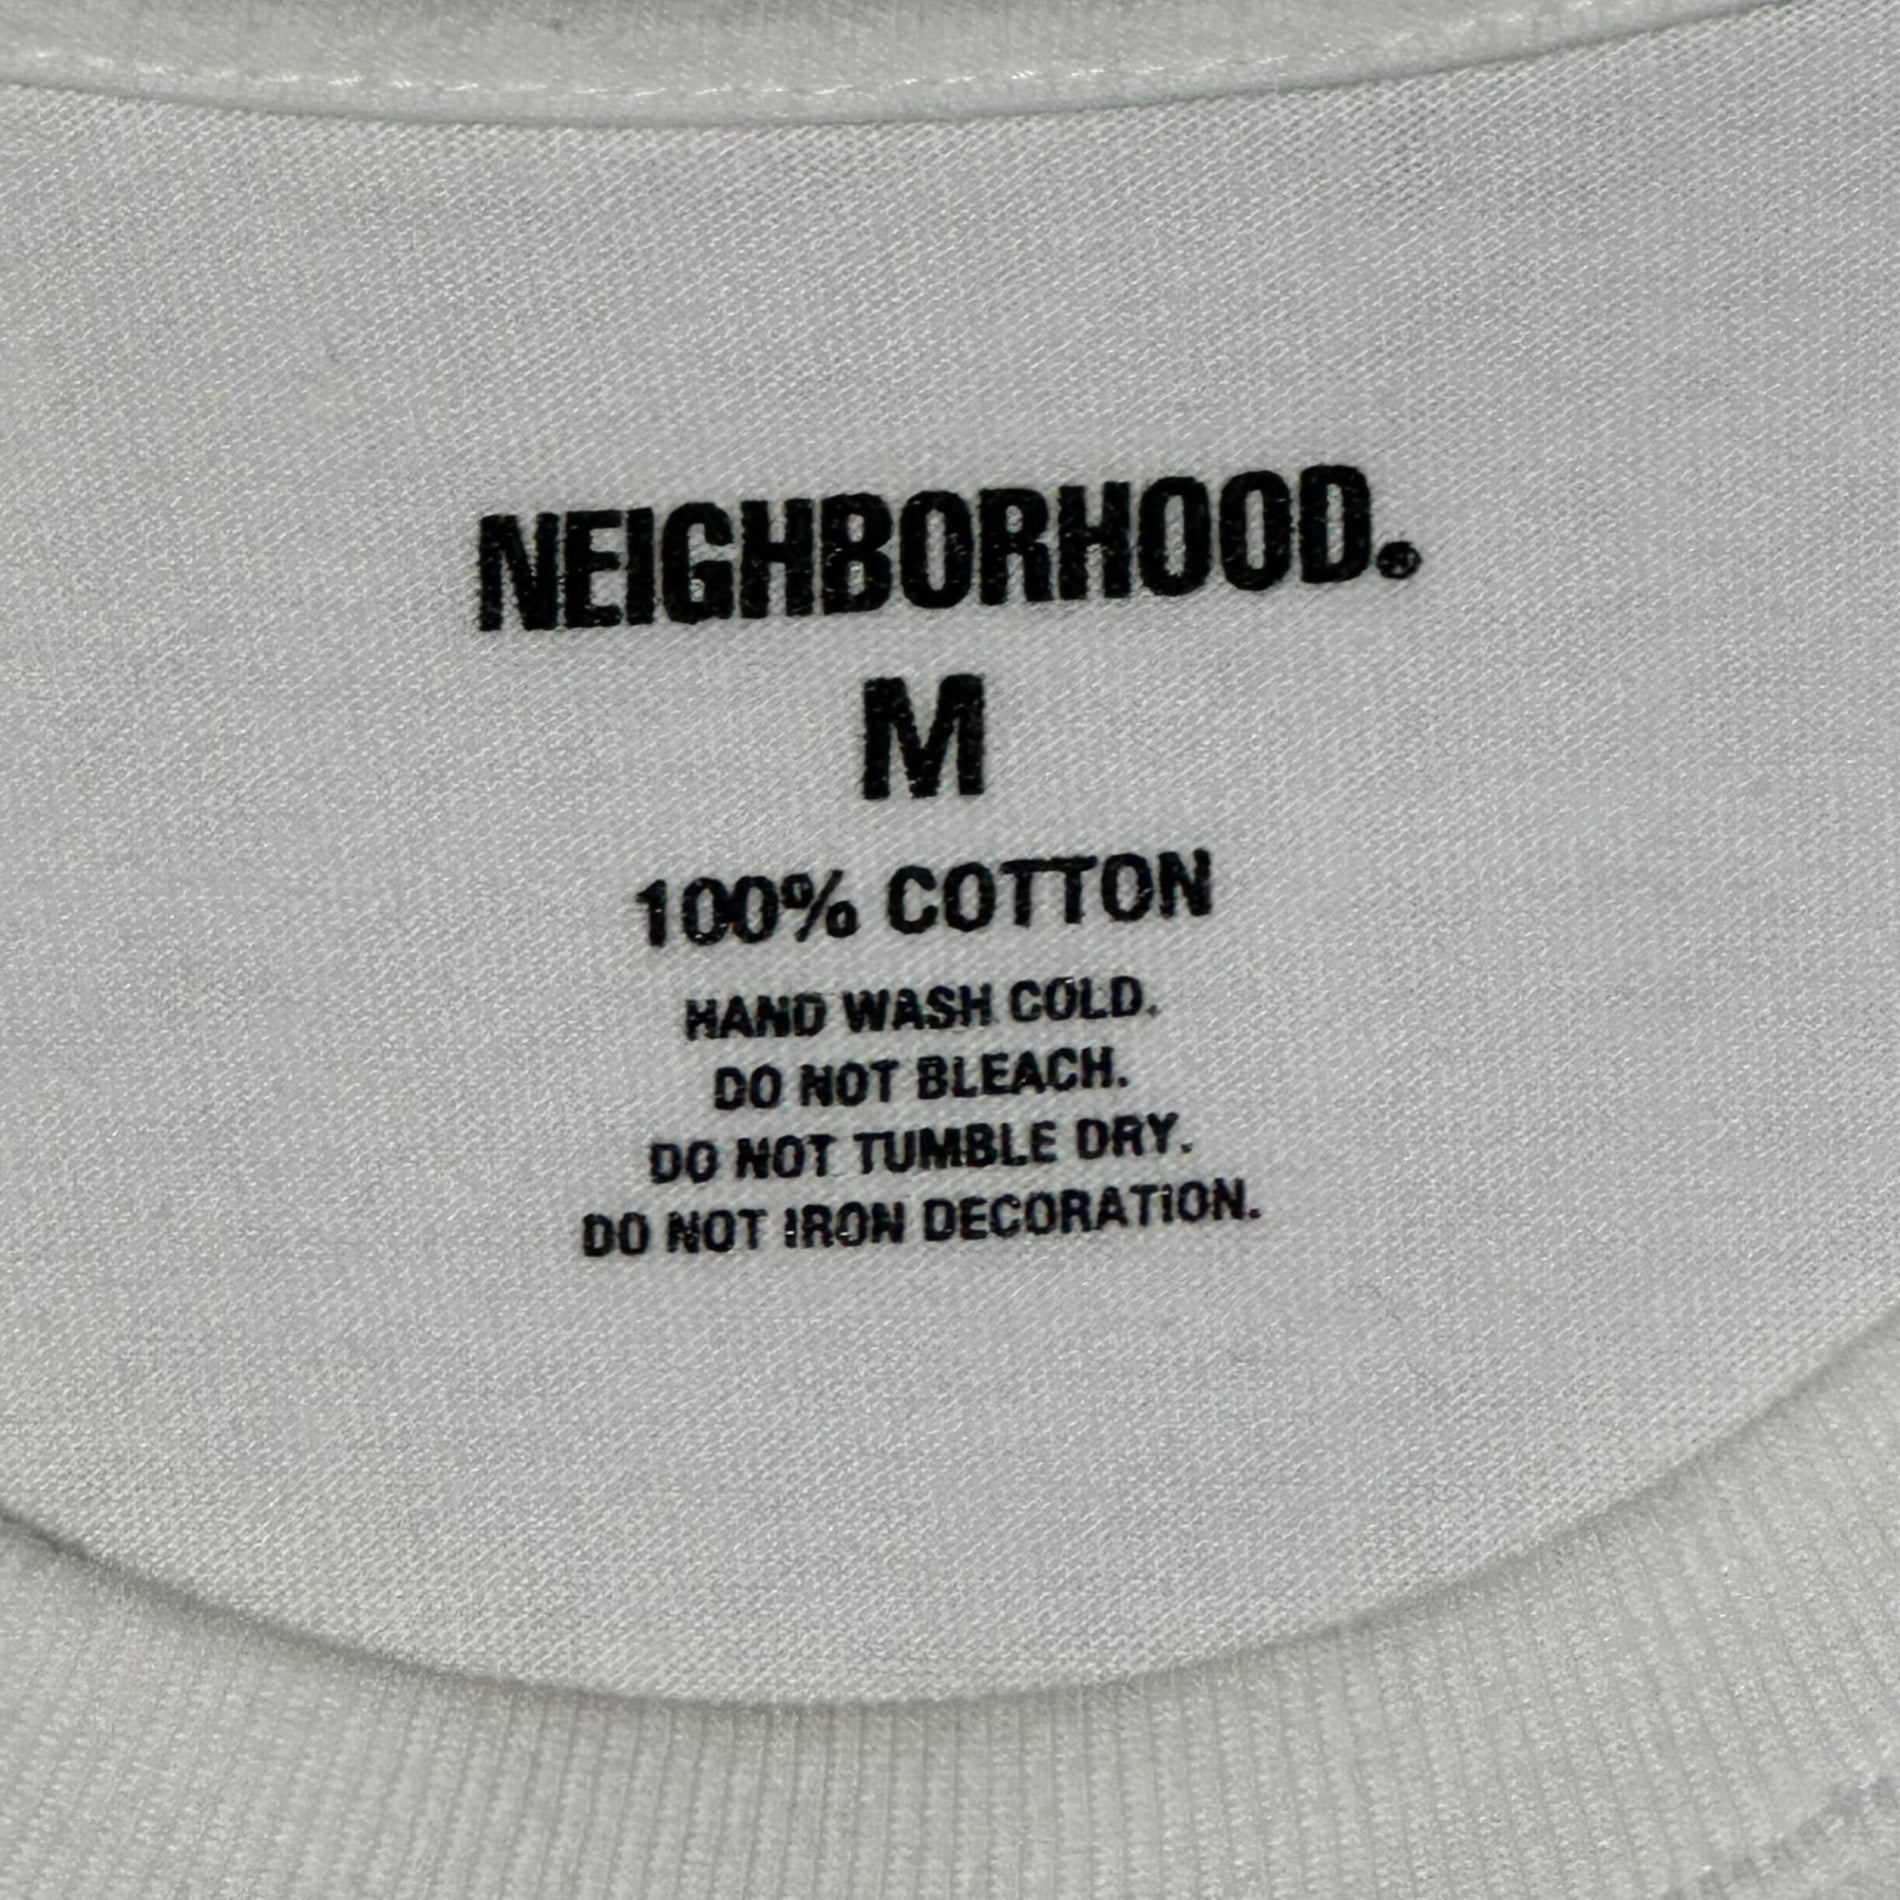 NEIGHBORHOOD.®
M
100% COTTON
HAND WASH COLD.
DO NOT BLEACH.
DO NOT TUMBLE DRY.
DO NOT IRON DECORATION.